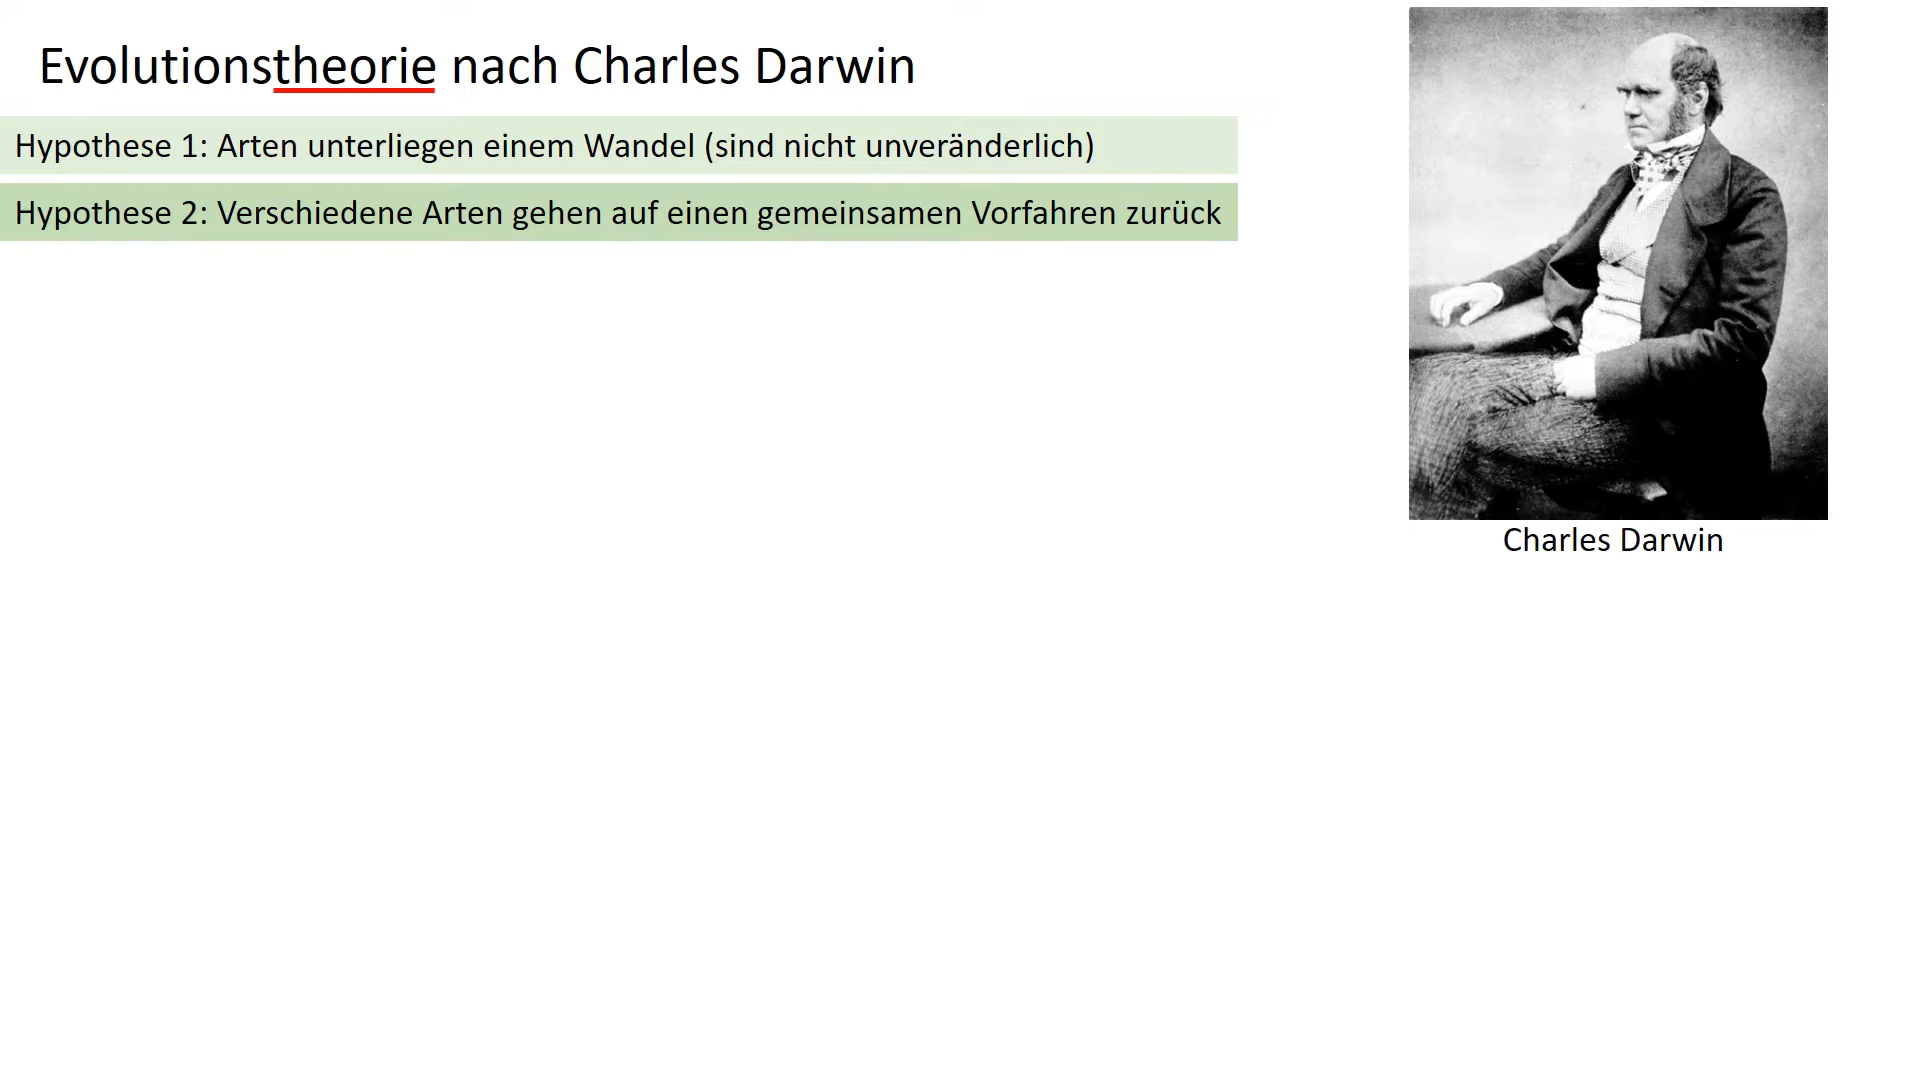 Evolutionstheorie nach Charles Darwin
Hypothese 1: Arten unterliegen einem Wandel (sind nicht unveränderlich)
Hypothese 2: Verschiedene Arten gehen auf einen gemeinsamen Vorfahren zurück
Charles Darwin